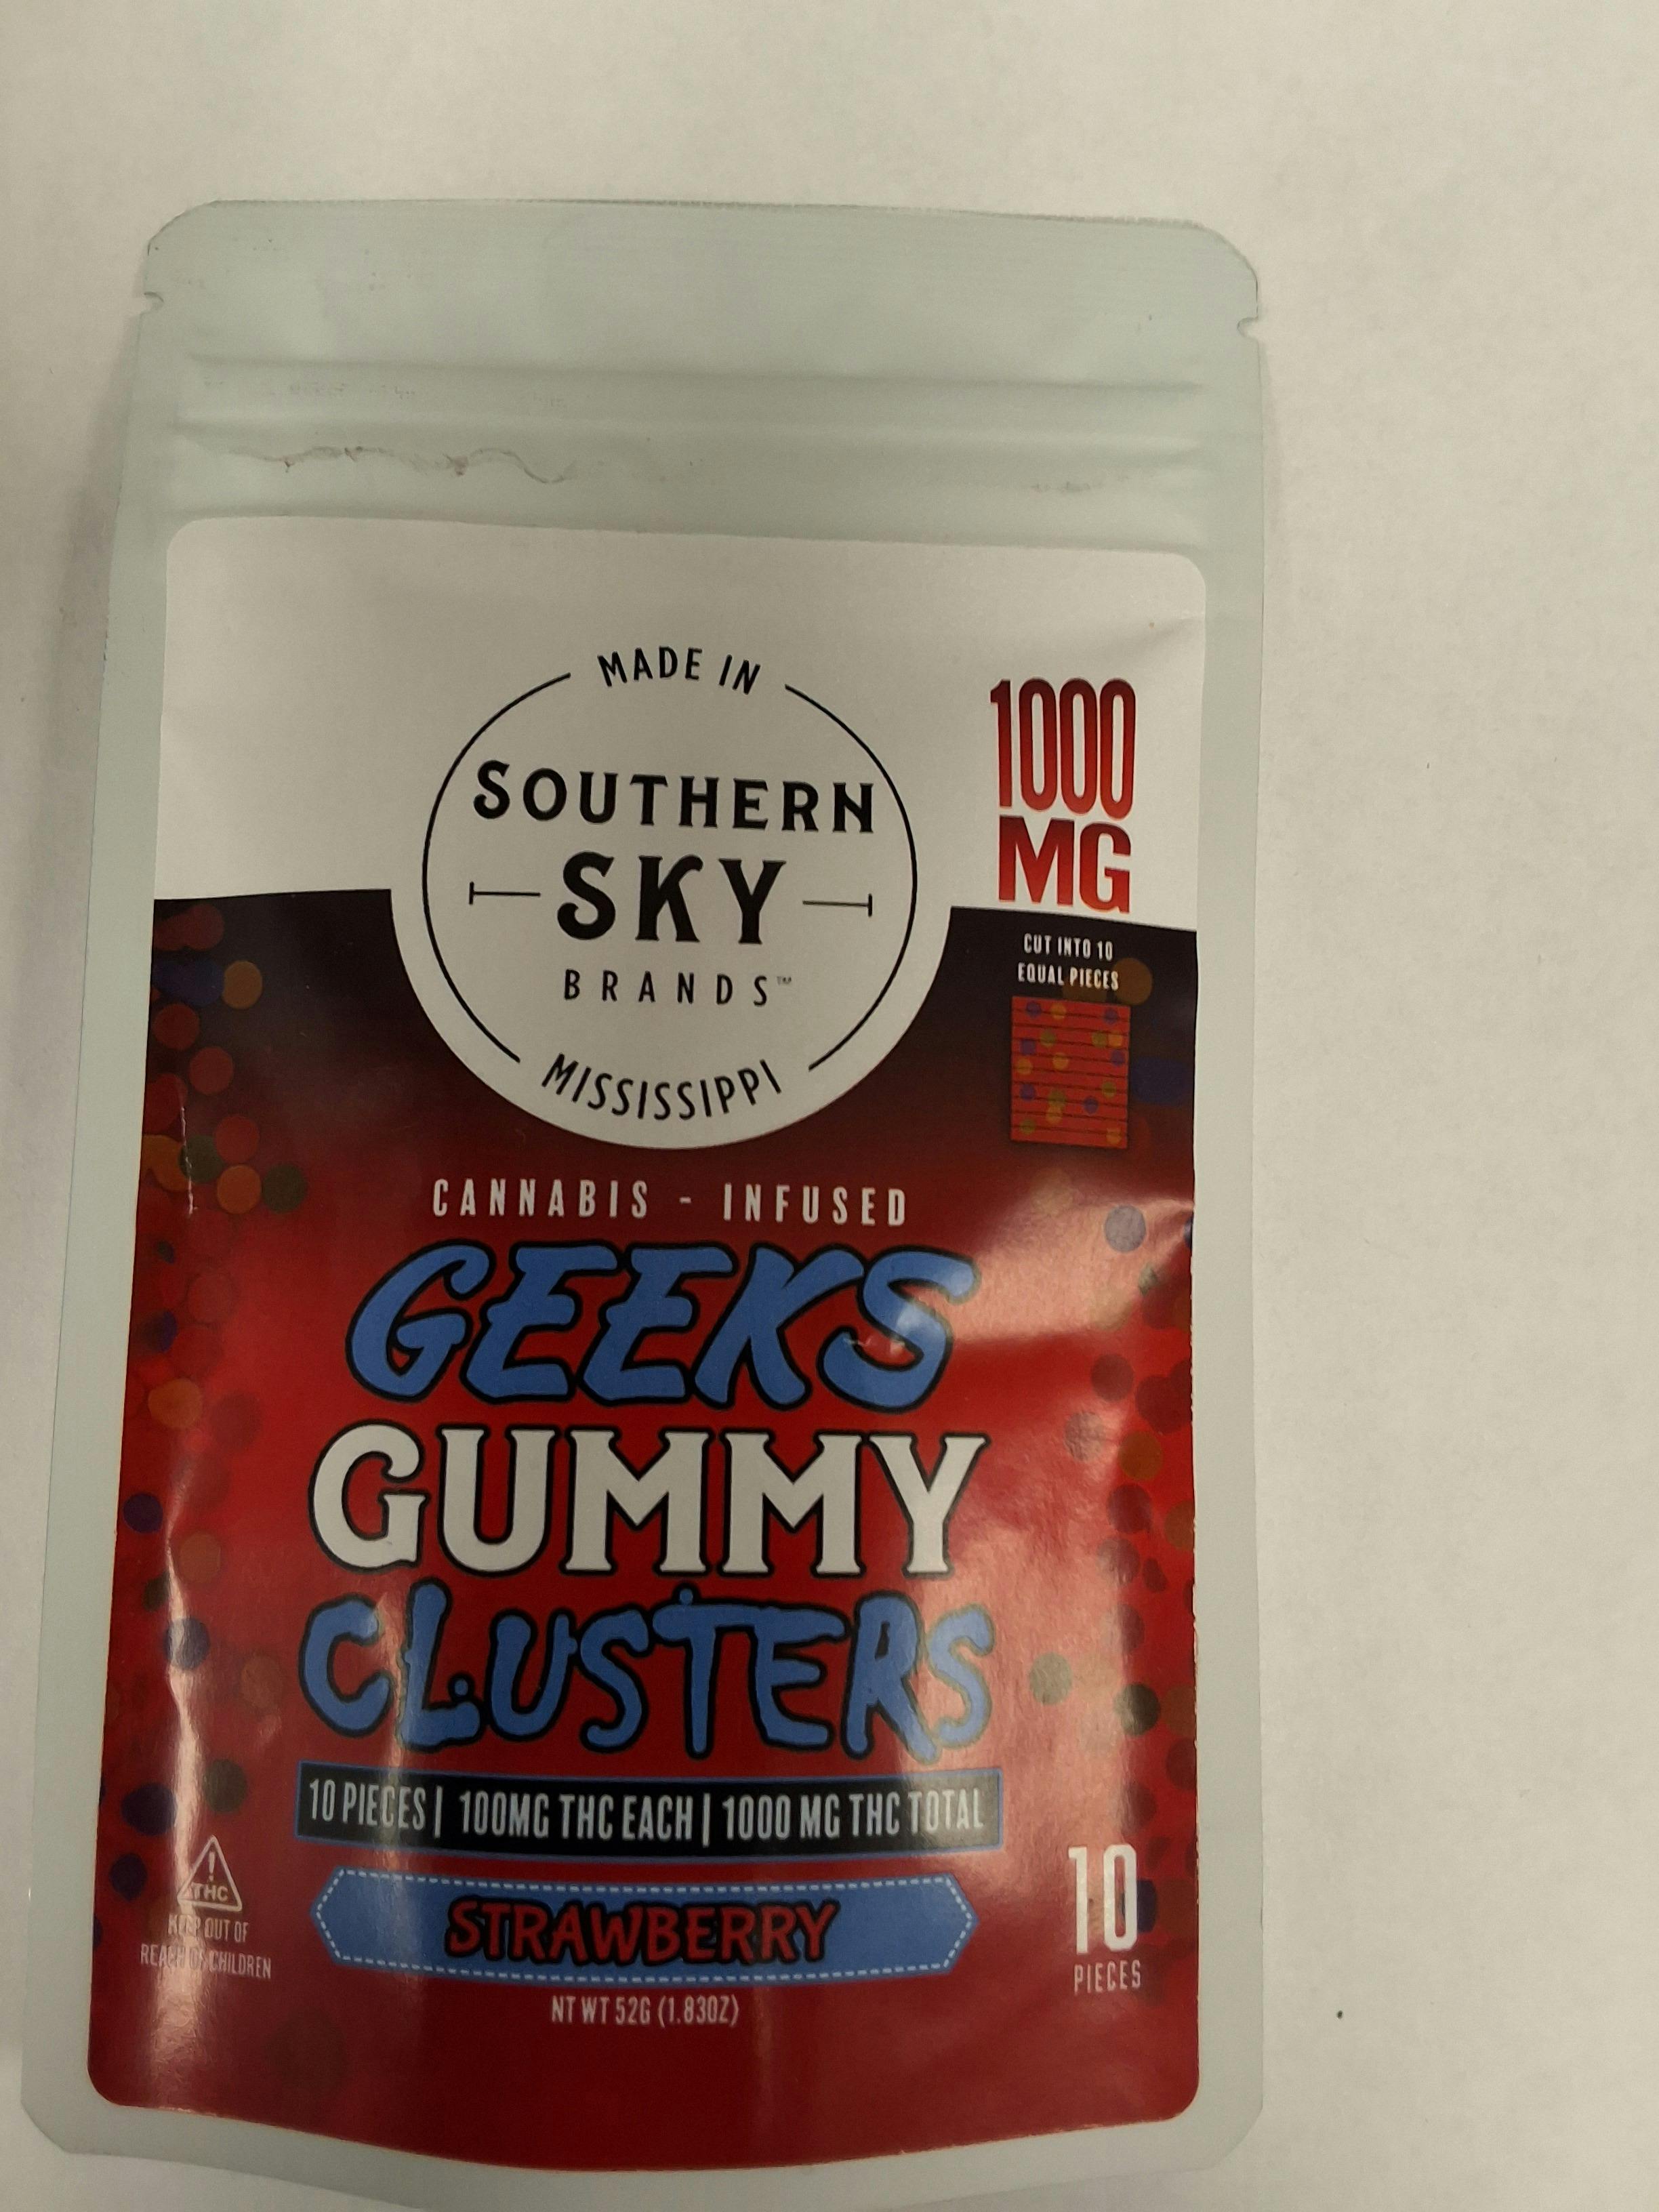 MADE IN
SOUTHERN
SKY
BRANDS™
MISSISSIPPI
1000
MG
CUT INTO 10
EQUAL PIECES
CANNABIS - INFUSED
GEEKS
GUMMY
CLUSTERS
10 PIECES | 100MG THC EACH | 1000 MG THC TOTAL
! THC
KEEP OUT OF
REACH OF CHILDREN
STRAWBERRY
10
PIECES
NT WT 52G (1.83OZ)